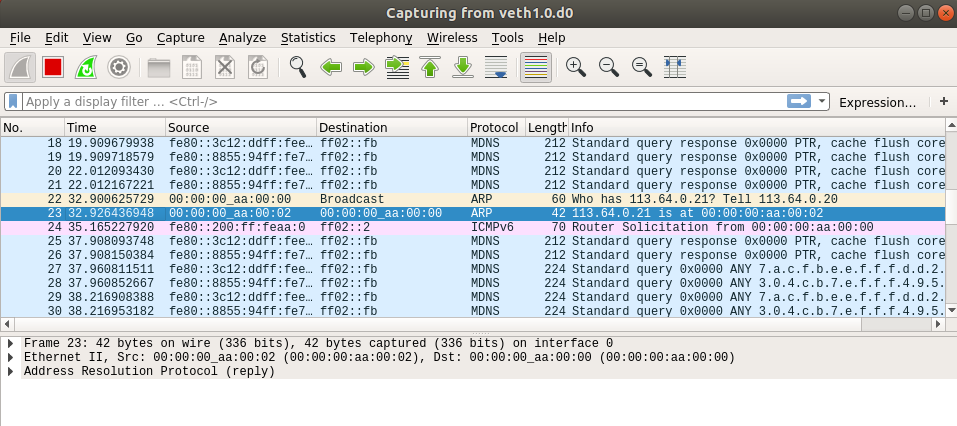 Capturing from veth1.0.d0
File Edit View Go Capture Analyze Statistics Telephony Wireless Tools Help
Apply a display filter ... <Ctrl-/> Expression... +
No. Time Source Destination Protocol Length Info
18 19.909679938 fe80::3c12:ddff:fee… ff02::fb MDNS 212 Standard query response 0x0000 PTR, cache flush core
19 19.909718579 fe80::8855:94ff:fe7… ff02::fb MDNS 212 Standard query response 0x0000 PTR, cache flush core
20 22.012093430 fe80::3c12:ddff:fee… ff02::fb MDNS 212 Standard query response 0x0000 PTR, cache flush core
21 22.012167221 fe80::8855:94ff:fe7… ff02::fb MDNS 212 Standard query response 0x0000 PTR, cache flush core
22 32.900625729 00:00:00_aa:00:00 Broadcast ARP 60 Who has 113.64.0.21? Tell 113.64.0.20
23 32.926436948 00:00:00_aa:00:02 00:00:00_aa:00:00 ARP 42 113.64.0.21 is at 00:00:00:aa:00:02
24 35.165227920 fe80::200:ff:feaa:0 ff02::2 ICMPv6 70 Router Solicitation from 00:00:00:aa:00:00
25 37.908093748 fe80::3c12:ddff:fee… ff02::fb MDNS 212 Standard query response 0x0000 PTR, cache flush core
26 37.908150384 fe80::8855:94ff:fe7… ff02::fb MDNS 212 Standard query response 0x0000 PTR, cache flush core
27 37.960811511 fe80::3c12:ddff:fee… ff02::fb MDNS 224 Standard query 0x0000 ANY 7.a.c.f.b.e.e.f.f.f.d.d.2.
28 37.960852667 fe80::8855:94ff:fe7… ff02::fb MDNS 224 Standard query 0x0000 ANY 3.0.4.c.b.7.e.f.f.f.4.9.5.
29 38.216908388 fe80::3c12:ddff:fee… ff02::fb MDNS 224 Standard query 0x0000 ANY 7.a.c.f.b.e.e.f.f.f.d.d.2.
30 38.216953182 fe80::8855:94ff:fe7… ff02::fb MDNS 224 Standard query 0x0000 ANY 3.0.4.c.b.7.e.f.f.f.4.9.5.
Frame 23: 42 bytes on wire (336 bits), 42 bytes captured (336 bits) on interface 0
Ethernet II, Src: 00:00:00_aa:00:02 (00:00:00:aa:00:02), Dst: 00:00:00_aa:00:00 (00:00:00:aa:00:00)
Address Resolution Protocol (reply)